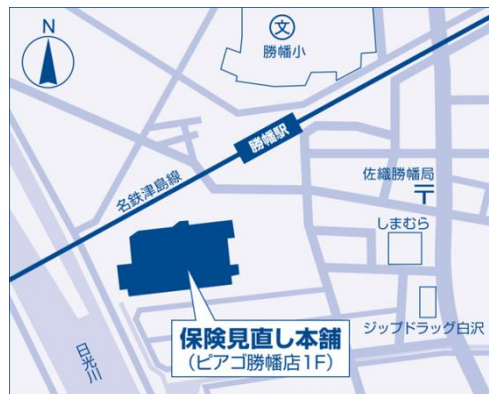 N
文
勝幡小
勝幡駅
名鉄津島線
佐織勝幡局
〒
しまむら
ジップドラッグ白沢
保険見直し本舗
(ピアゴ勝幡店1F)
日光川